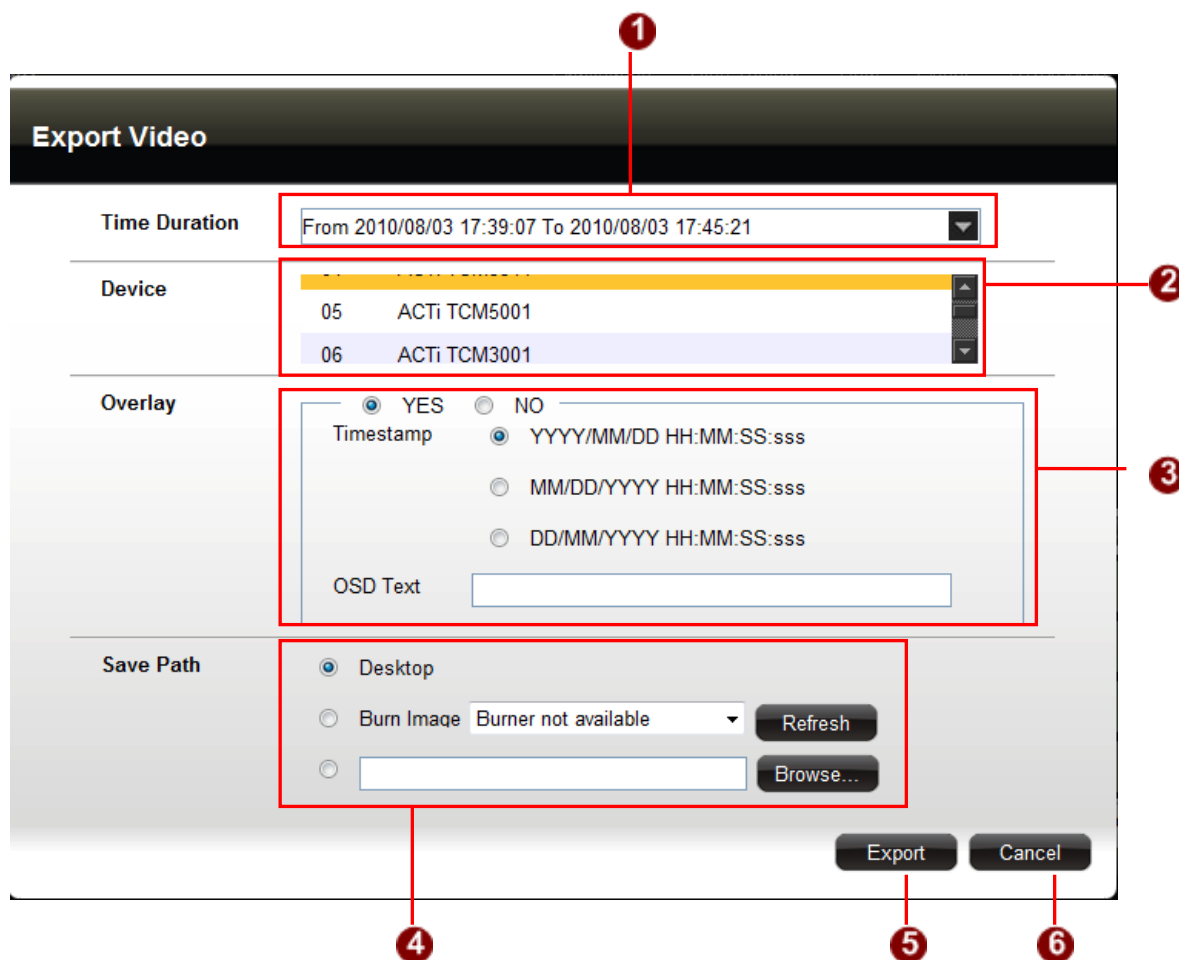 1
Export Video
Time Duration From 2010/08/03 17:39:07 To 2010/08/03 17:45:21
Device
2
05 ACTi TCM5001
06 ACTi TCM3001
Overlay YES NO
Timestamp YYYY/MM/DD HH:MM:SS:sss
3
MM/DD/YYYY HH:MM:SS:sss
DD/MM/YYYY HH:MM:SS:sss
OSD Text
Save Path Desktop
Burn Image Burner not available Refresh
Browse...
Export Cancel
4 5 6